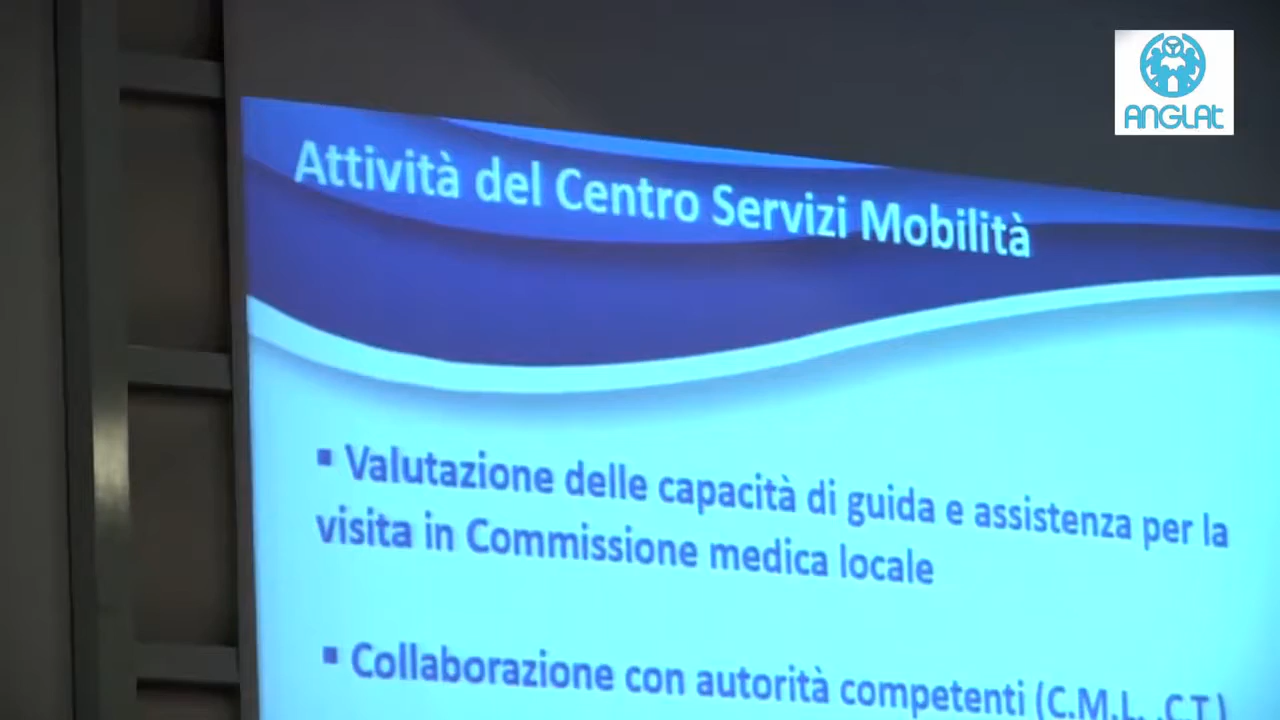 ANGLAt
Attività del Centro Servizi Mobilità
▪ Valutazione delle capacità di guida e assistenza per la
visita in Commissione medica locale
▪ Collaborazione con autorità competenti (C.M.L.